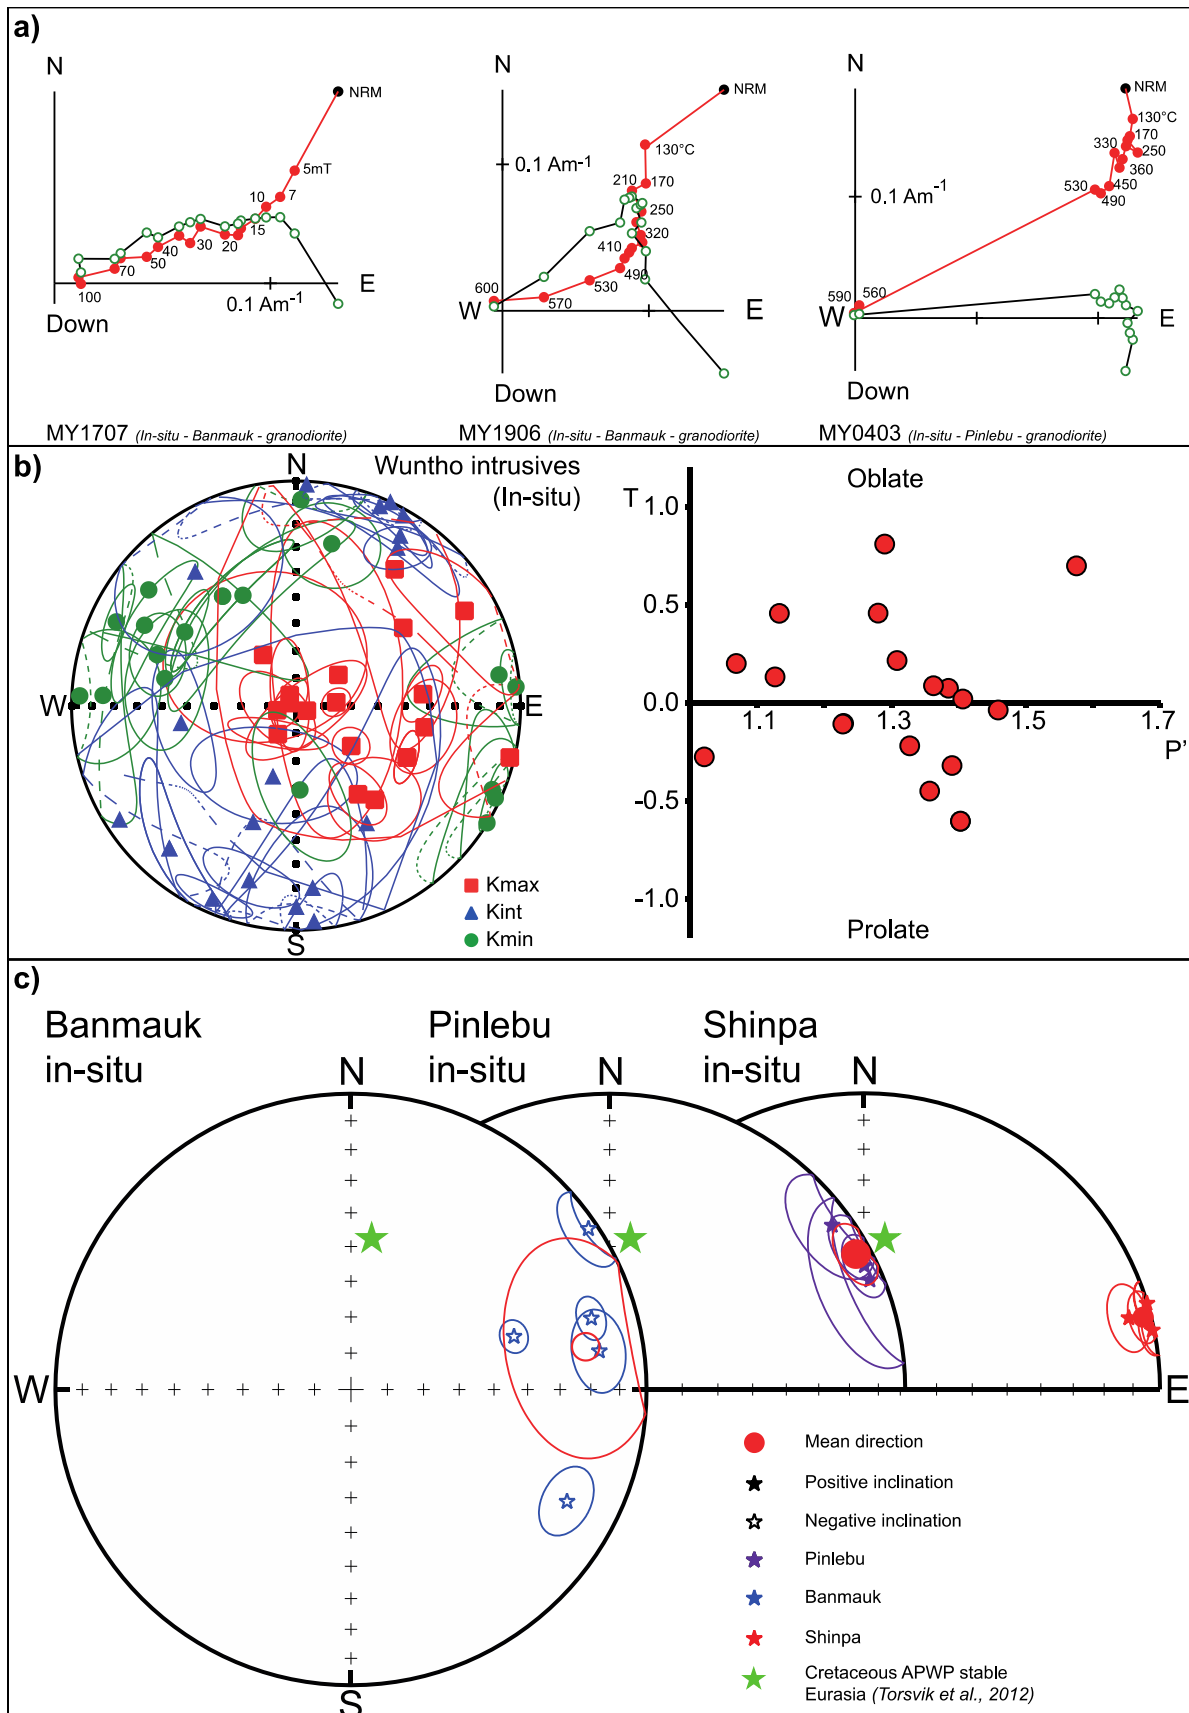 a)
N
NRM
5mT
10
7
15
20
30
40
50
70
100
0.1 Am-1
E
Down
MY1707 (In-situ - Banmauk - granodiorite)
N
NRM
0.1 Am-1
130°C
210
170
250
320
410
490
530
570
600
W
E
Down
MY1906 (In-situ - Banmauk - granodiorite)
N
NRM
130°C
170
330
250
360
450
530
490
0.1 Am-1
590
560
W
E
Down
MY0403 (In-situ - Pinlebu - granodiorite)
b)
Wuntho intrusives
(In-situ)
N
W
E
S
Kmax
Kint
Kmin
T
Oblate
1.0
0.5
0.0
-0.5
-1.0
1.1
1.3
1.5
1.7
P'
Prolate
c)
Banmauk
in-situ
Pinlebu
in-situ
Shinpa
in-situ
N
N
N
W
E
S
Mean direction
Positive inclination
Negative inclination
Pinlebu
Banmauk
Shinpa
Cretaceous APWP stable
Eurasia (Torsvik et al., 2012)